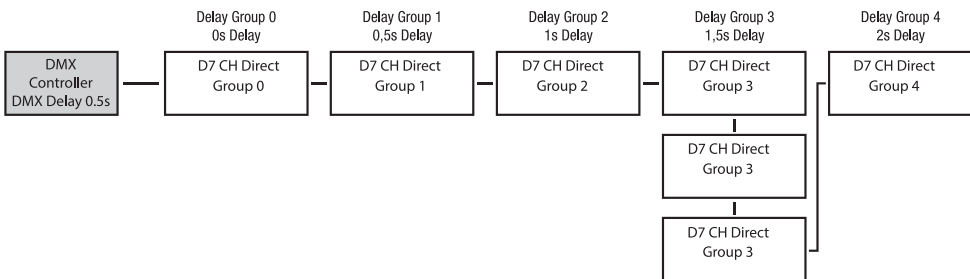 Delay Group 0
0s Delay
Delay Group 1
0,5s Delay
Delay Group 2
1s Delay
Delay Group 3
1,5s Delay
Delay Group 4
2s Delay
DMX
Controller
DMX Delay 0.5s
D7 CH Direct
Group 0
D7 CH Direct
Group 1
D7 CH Direct
Group 2
D7 CH Direct
Group 3
D7 CH Direct
Group 4
D7 CH Direct
Group 3
D7 CH Direct
Group 3